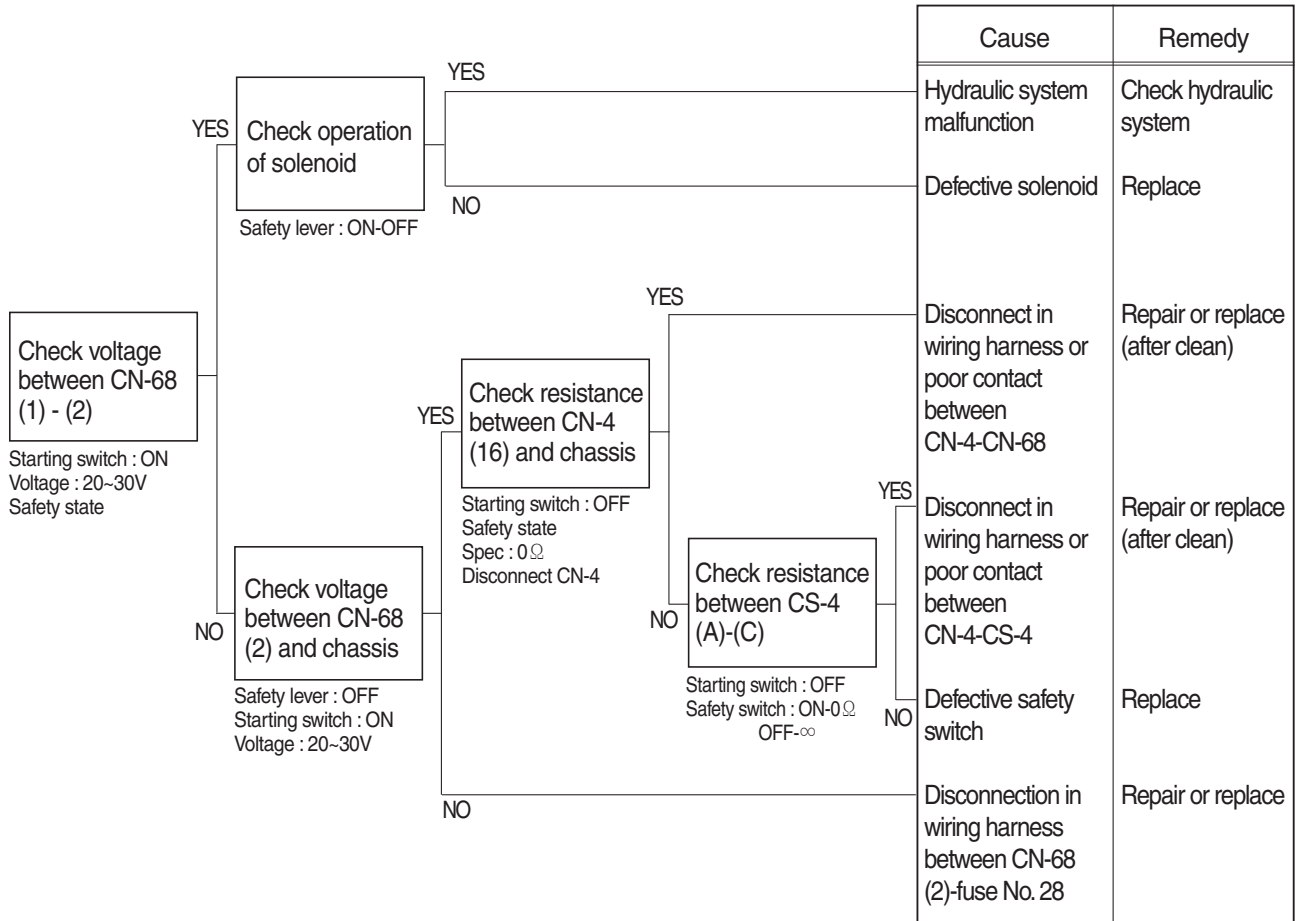 Cause
Remedy
YES
Hydraulic system
malfunction
Check hydraulic
system
YES
Check operation
of solenoid
Defective solenoid
Replace
NO
Safety lever : ON-OFF
YES
Disconnect in
wiring harness or
poor contact
between
CN-4-CN-68
Repair or replace
(after clean)
Check voltage
between CN-68
(1) - (2)
Starting switch : ON
Voltage : 20~30V
Safety state
YES
Check resistance
between CN-4
(16) and chassis
Starting switch : OFF
Safety state
Spec : 0Ω
Disconnect CN-4
YES
Disconnect in
wiring harness or
poor contact
between
CN-4-CS-4
Repair or replace
(after clean)
NO
Check voltage
between CN-68
(2) and chassis
Safety lever : OFF
Starting switch : ON
Voltage : 20~30V
NO
Check resistance
between CS-4
(A)-(C)
Starting switch : OFF
Safety switch : ON-0Ω
OFF-∞
NO
Defective safety
switch
Replace
NO
Disconnection in
wiring harness
between CN-68
(2)-fuse No. 28
Repair or replace